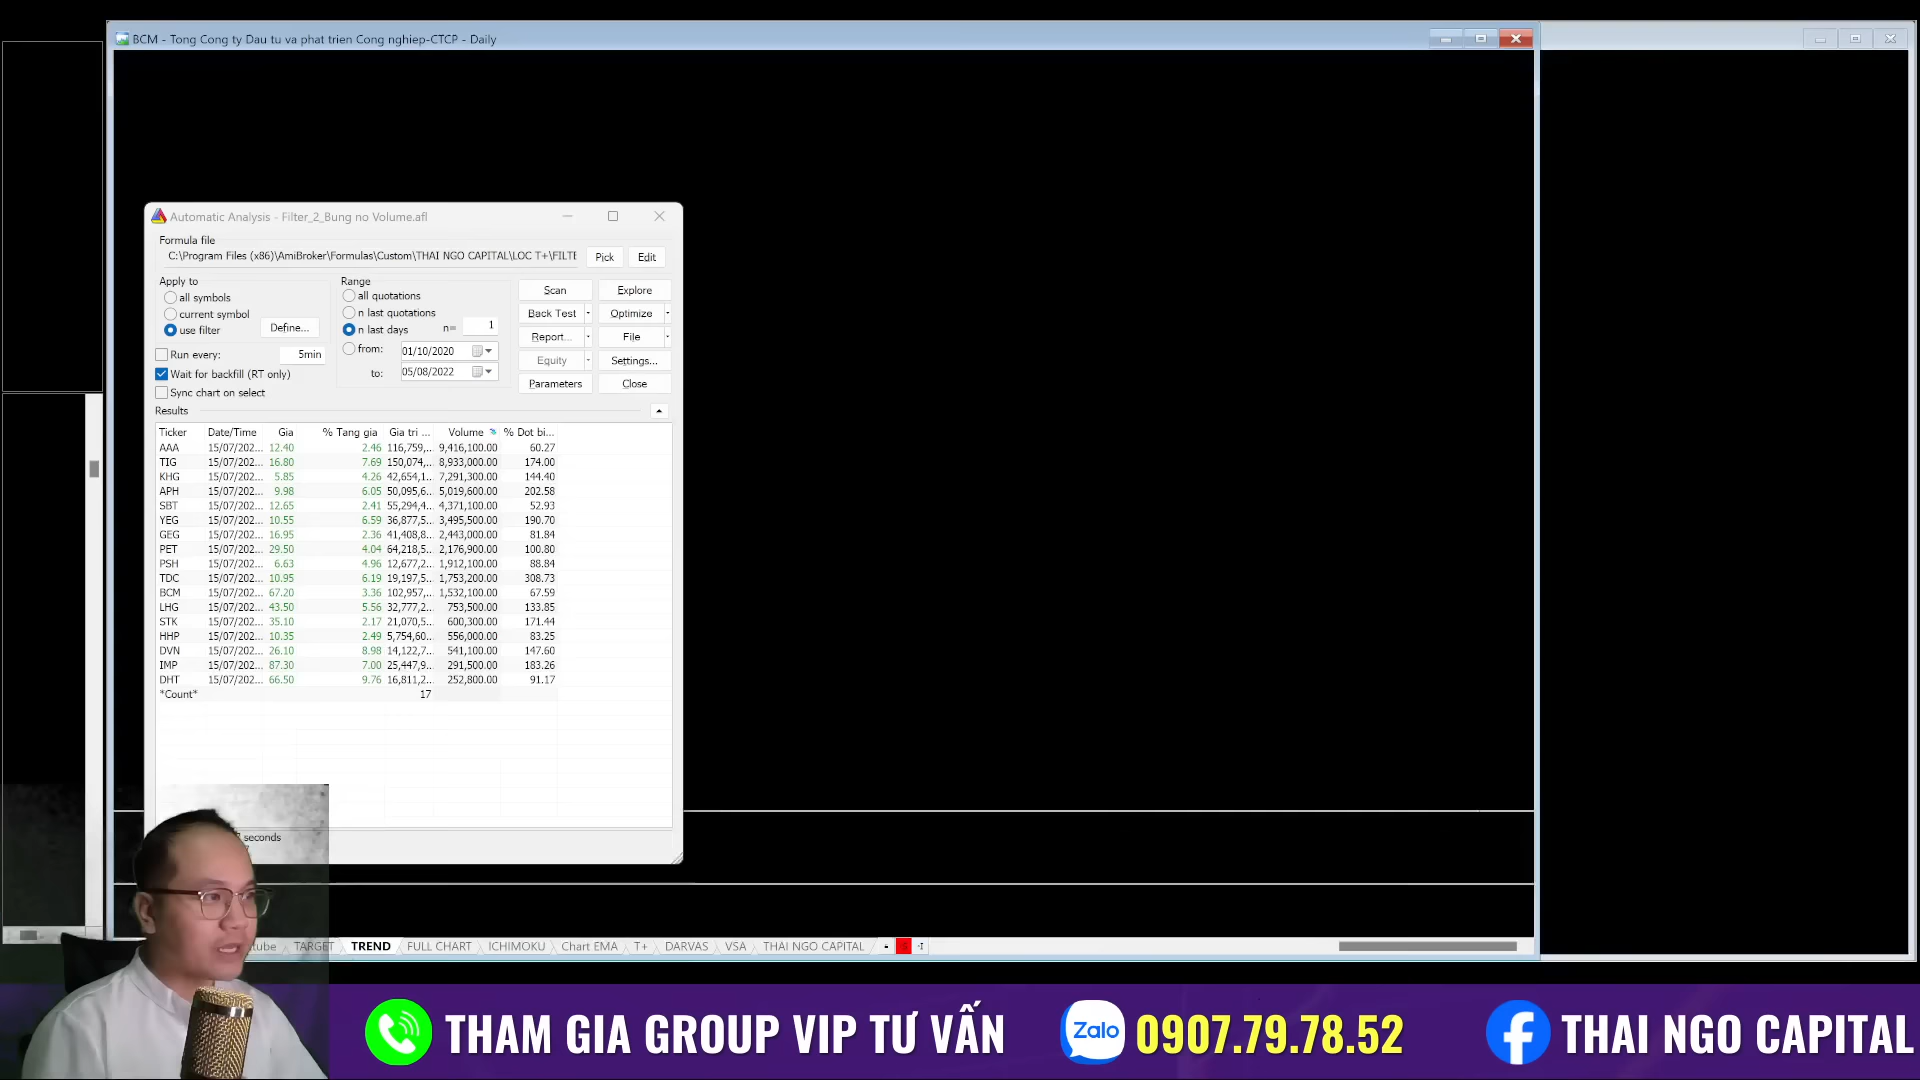 BCM - Tong Cong ty Dau tu va phat trien Cong nghiep-CTCP - Daily
Automatic Analysis - Filter_2_Bung no Volume.afl
Formula file
C:\Program Files (x86)\AmiBroker\Formulas\Custom\THAI NGO CAPITAL\LOC T+\FILTE
Pick
Edit
Apply to
all symbols
current symbol
use filter
Define...
Run every:
5min
Wait for backfill (RT only)
Sync chart on select
Range
all quotations
n last quotations
n last days
n=
1
from:
01/10/2020
to:
05/08/2022
Scan
Explore
Back Test
Optimize
Report...
File
Equity
Settings...
Parameters
Close
Results
Ticker Date/Time Gia % Tang gia Gia tri ... Volume % Dot bi...
AAA 15/07/202... 12.40 2.46 116,759,... 9,416,100.00 60.27
TIG 15/07/202... 16.80 7.69 150,074,... 8,933,000.00 174.00
KHG 15/07/202... 5.85 4.26 42,654,1... 7,291,300.00 144.40
APH 15/07/202... 9.98 6.05 50,095,6... 5,019,600.00 202.58
SBT 15/07/202... 12.65 2.41 55,294,4... 4,371,100.00 52.93
YEG 15/07/202... 10.55 6.59 36,877,5... 3,495,500.00 190.70
GEG 15/07/202... 16.95 2.36 41,408,8... 2,443,000.00 81.84
PET 15/07/202... 29.50 4.04 64,218,5... 2,176,900.00 100.80
PSH 15/07/202... 6.63 4.96 12,677,2... 1,912,100.00 88.84
TDC 15/07/202... 10.95 6.19 19,197,5... 1,753,200.00 308.73
BCM 15/07/202... 67.20 3.36 102,957,... 1,532,100.00 67.59
LHG 15/07/202... 43.50 5.56 32,777,2... 753,500.00 133.85
STK 15/07/202... 35.10 2.17 21,070,5... 600,300.00 171.44
HHP 15/07/202... 10.35 2.49 5,754,60... 556,000.00 83.25
DVN 15/07/202... 26.10 8.98 14,122,7... 541,100.00 147.60
IMP 15/07/202... 87.30 7.00 25,447,9... 291,500.00 183.26
DHT 15/07/202... 66.50 9.76 16,811,2... 252,800.00 91.17
*Count* 17
seconds
tube TARGET TREND FULL CHART ICHIMOKU Chart EMA T+ DARVAS VSA THAI NGO CAPITAL
THAM GIA GROUP VIP TƯ VẤN
Zalo
0907.79.78.52
THAI NGO CAPITAL